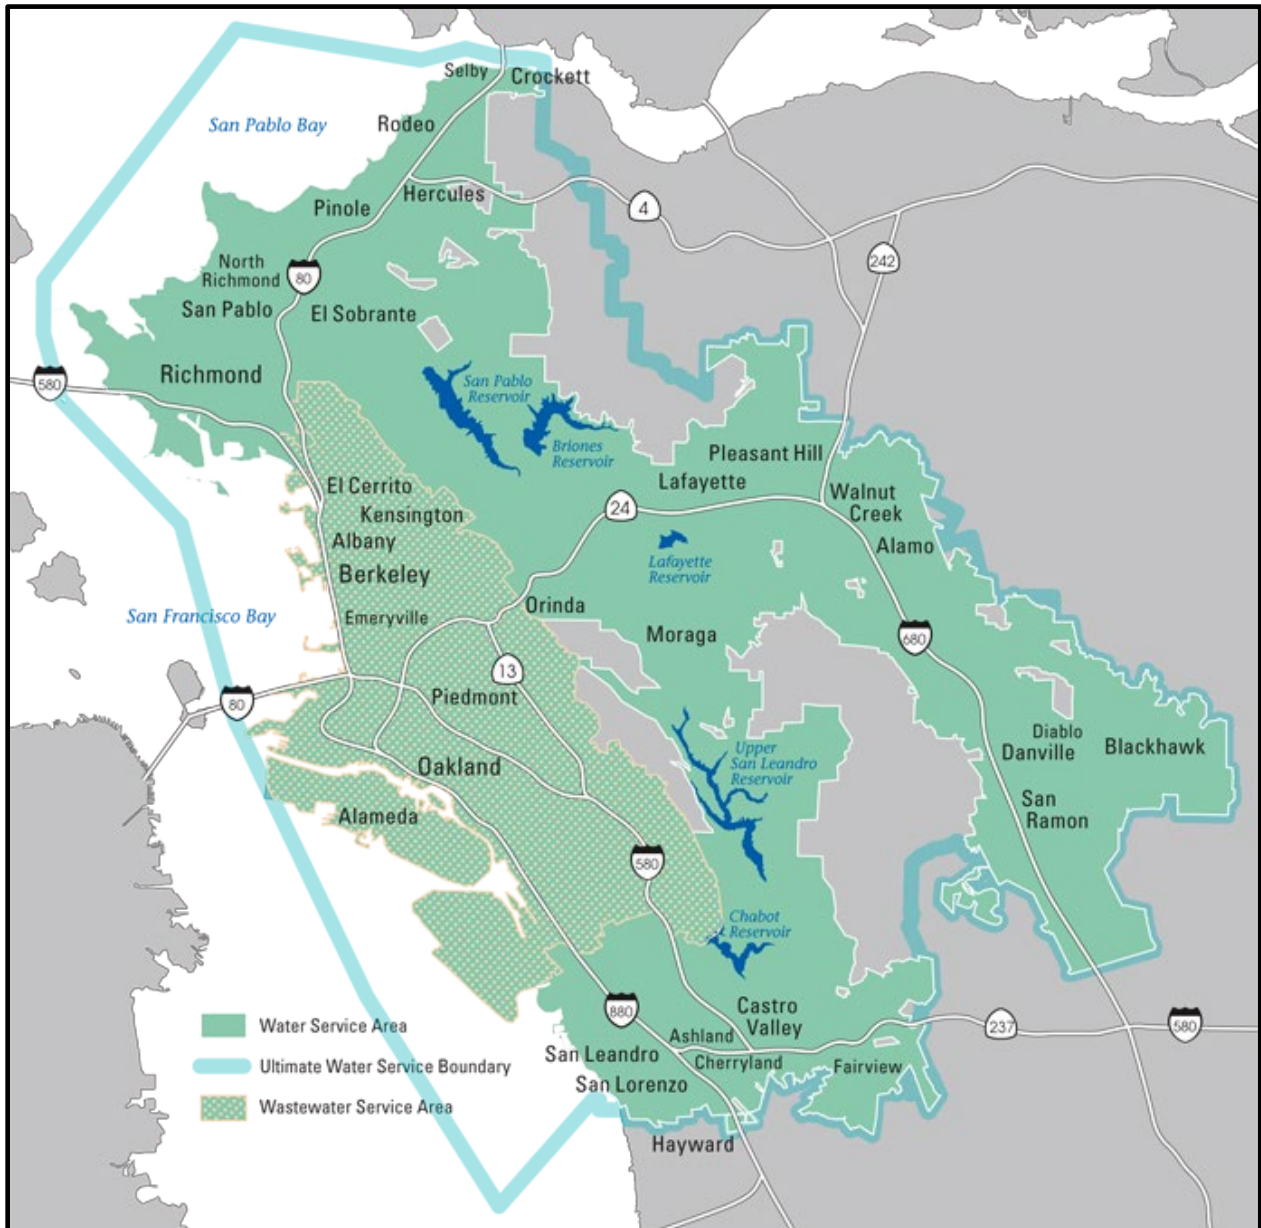 Selby
Crockett
San Pablo Bay
Rodeo
Hercules
4
Pinole
242
North
Richmond
80
San Pablo
El Sobrante
580
Richmond
San Pablo
Reservoir
Briones
Reservoir
Pleasant Hill
Lafayette
El Cerrito
Kensington
24
Walnut
Creek
Albany
Alamo
Berkeley
Lafayette
Reservoir
San Francisco Bay
Emeryville
Orinda
Moraga
680
13
Piedmont
80
Diablo
Danville
Blackhawk
Upper
San Leandro
Reservoir
Oakland
San
Ramon
Alameda
580
Chabot
Reservoir
880
Castro
Valley
237
580
Ashland
Cherryland
San Leandro
San Lorenzo
Fairview
Hayward
Water Service Area
Ultimate Water Service Boundary
Wastewater Service Area